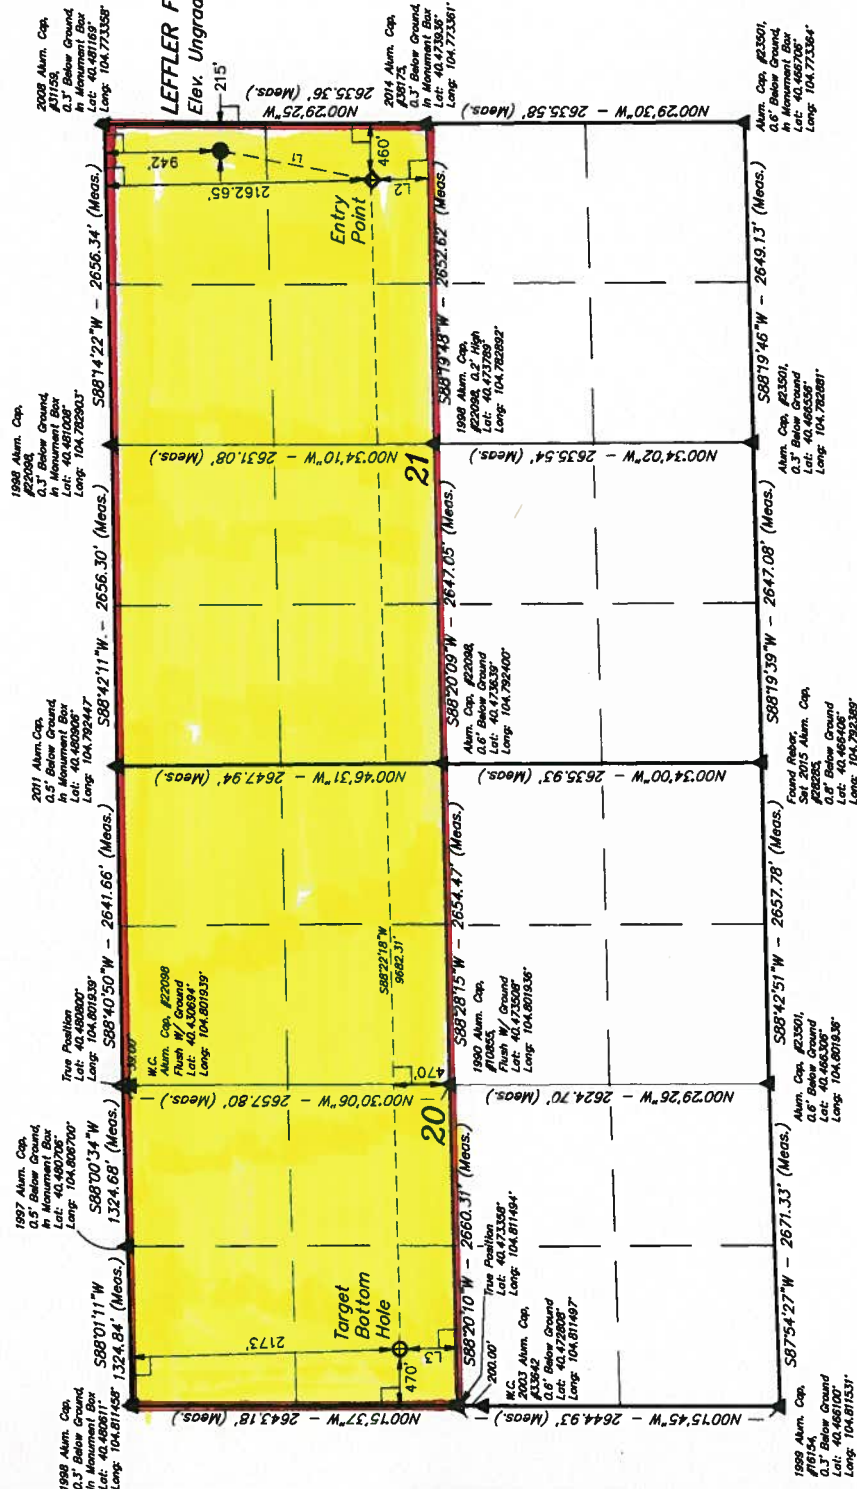 2008 Alum. Cap,
#31159,
0.3' Below Ground,
In Monument Box
Lat: 40.481169°
Long: 104.773358°
LEFFLER F
Elev. Ungrad
215'
2014 Alum. Cap,
#38175,
0.3' Below Ground,
In Monument Box
Lat: 40.473936°
Long: 104.773361°
Alum. Cap, #23501,
0.6' Below Ground,
In Monument Box
Lat: 40.466706°
Long: 104.773364°
N00°29'25"W
2635.36' (Meas.)
N00°29'30"W - 2635.58' (Meas.)
942'
2162.65'
L1
460'
L2
Entry
Point
S88°14'22"W - 2656.34' (Meas.)
S88°19'48"W - 2652.62' (Meas.)
S88°19'46"W - 2649.13' (Meas.)
1998 Alum. Cap,
#22098,
0.3' Below Ground,
In Monument Box
Lat: 40.481008°
Long: 104.782903°
N00°34'10"W - 2631.08' (Meas.)
21
1998 Alum. Cap,
#22098, 0.2' High
Lat: 40.473789°
Long: 104.782892°
N00°34'02"W - 2635.54' (Meas.)
Alum. Cap, #23501,
0.3' Below Ground
Lat: 40.466556°
Long: 104.782881°
S88°42'11"W. - 2656.30' (Meas.)
S88°20'09"W - 2647.05' (Meas.)
S88°19'39"W - 2647.08' (Meas.)
2011 Alum. Cap,
0.5' Below Ground,
In Monument Box
Lat: 40.480906°
Long: 104.792447°
N00°46'31"W - 2647.94' (Meas.)
Alum. Cap, #22098,
0.6' Below Ground
Lat: 40.473639°
Long: 104.792400°
N00°34'00"W - 2635.93' (Meas.)
Found Rebar,
Set 2015 Alum. Cap,
#28285,
0.8' Below Ground
Lat: 40.466406°
Long: 104.792389°
S88°40'50"W - 2641.66' (Meas.)
S88°22'18"W
9682.31'
S88°28'15"W - 2654.47' (Meas.)
S88°42'51"W - 2657.78' (Meas.)
True Position
Lat: 40.480800°
Long: 104.801939°
39.00'
W.C.
Alum. Cap, #22098
Flush W/ Ground
Lat: 40.430694°
Long: 104.801939°
N00°30'06"W - 2657.80' (Meas.)
470'
20
1990 Alum. Cap,
#10855,
Flush W/ Ground
Lat: 40.473508°
Long: 104.801936°
N00°29'26"W - 2624.70' (Meas.)
Alum. Cap, #23501,
0.6' Below Ground
Lat: 40.466306°
Long: 104.801936°
1997 Alum. Cap,
0.5' Below Ground,
In Monument Box
Lat: 40.480706°
Long: 104.806700°
S88°00'34"W
1324.68' (Meas.)
S88°01'11"W
1324.84' (Meas.)
2173'
Target
Bottom
Hole
470'
L3
S88°20'10"W - 2660.31' (Meas.)
True Position
Lat: 40.473358°
Long: 104.811494°
200.00'
W.C.
2003 Alum. Cap,
#33642
0.6' Below Ground
Lat: 40.472808°
Long: 104.811497°
S87°54'27"W - 2671.33' (Meas.)
1998 Alum. Cap,
0.3' Below Ground,
In Monument Box
Lat: 40.480611°
Long: 104.811458°
N00°15'37"W - 2643.18' (Meas.)
N00°15'45"W - 2644.93' (Meas.)
1999 Alum. Cap,
#16154,
0.3' Below Ground
Lat: 40.466100°
Long: 104.811531°